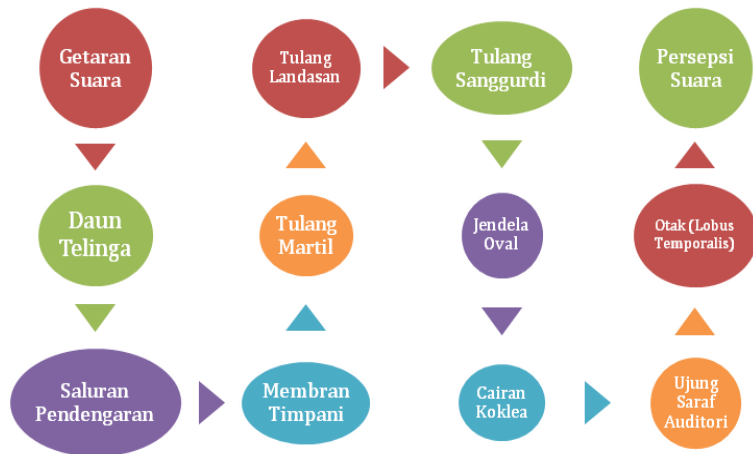 Getaran
Suara
Daun
Telinga
Saluran
Pendengaran
Membran
Timpani
Tulang
Martil
Tulang
Landasan
Tulang
Sanggurdi
Jendela
Oval
Cairan
Koklea
Ujung
Saraf
Auditori
Otak (Lobus
Temporalis)
Persepsi
Suara